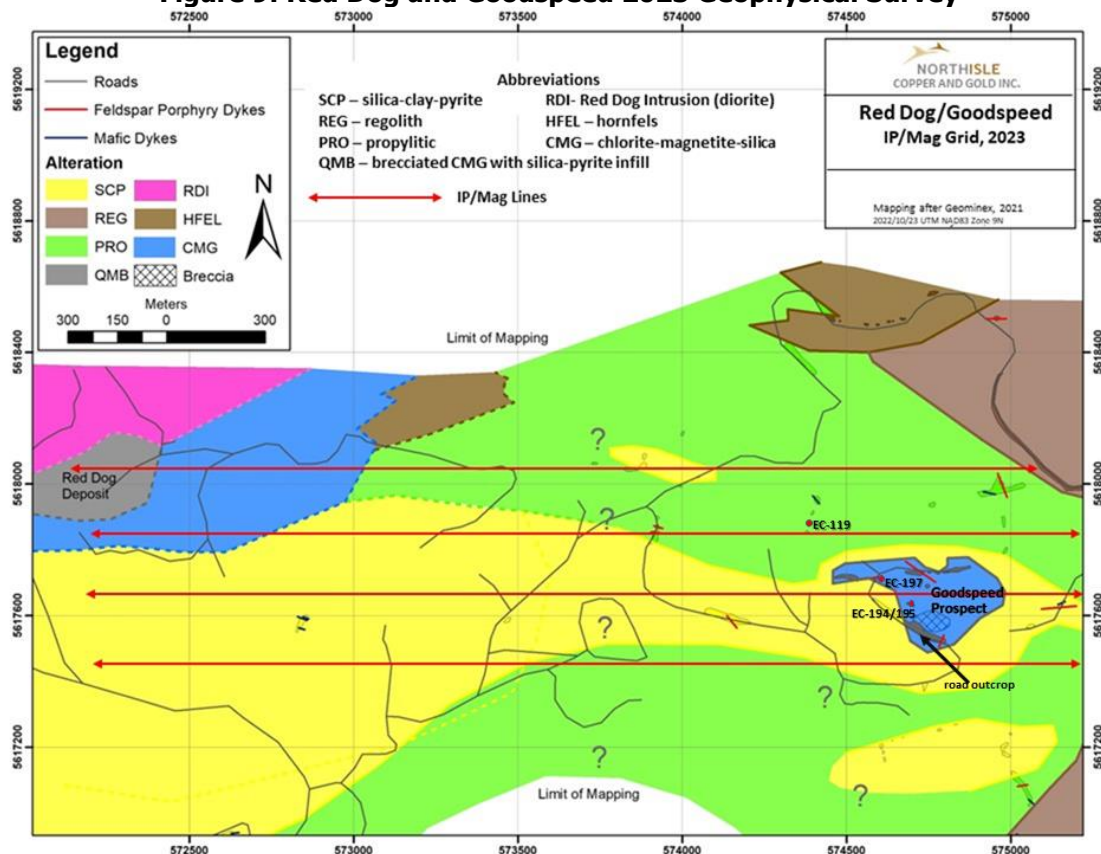 Figure 9: Red Dog and Goodspeed 2023 Geophysical Survey
572500 573000 573500 574000 574500 575000
Legend
Roads
Feldspar Porphyry Dykes
Mafic Dykes
Alteration
SCP RDI
REG HFEL
PRO CMG
QMB Breccia
Meters
300 150 0 300
N
Abbreviations
SCP – silica-clay-pyrite RDI- Red Dog Intrusion (diorite)
REG – regolith HFEL – hornfels
PRO – propylitic CMG – chlorite-magnetite-silica
QMB – brecciated CMG with silica-pyrite infill
IP/Mag Lines
NORTHISLE
COPPER AND GOLD INC.
Red Dog/Goodspeed
IP/Mag Grid, 2023
Mapping after Geominex, 2021
2022/10/23 UTM NAD83 Zone 9N
5619200 5619200
5618800 5618800
5618400 5618400
5618000 5618000
5617600 5617600
5617200 5617200
Limit of Mapping
?
Red Dog
Deposit
?
EC-119
EC-197
Goodspeed
Prospect
EC-194/195
?
road outcrop
?
?
Limit of Mapping
?
572500 573000 573500 574000 574500 575000